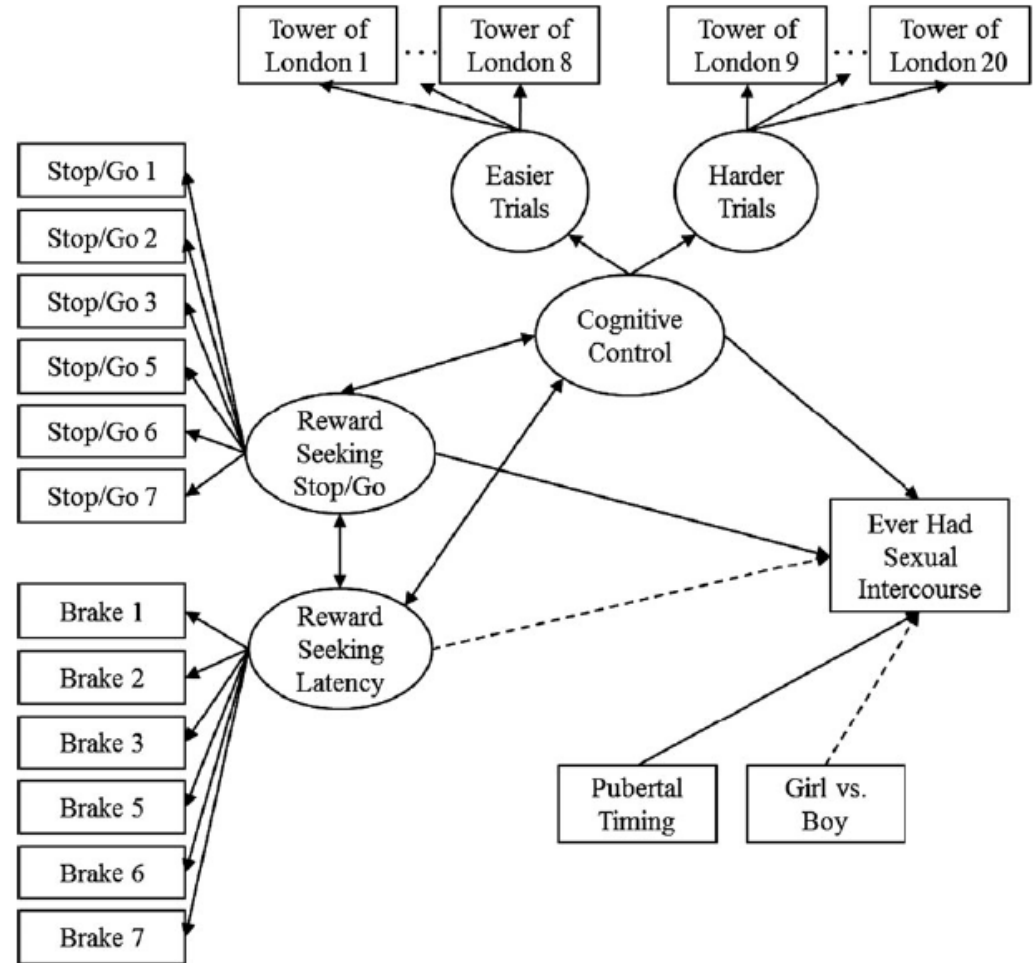 Tower of
London 1
...
Tower of
London 8
Tower of
London 9
...
Tower of
London 20
Easier
Trials
Harder
Trials
Stop/Go 1
Stop/Go 2
Stop/Go 3
Stop/Go 5
Stop/Go 6
Stop/Go 7
Cognitive
Control
Reward
Seeking
Stop/Go
Ever Had
Sexual
Intercourse
Brake 1
Brake 2
Brake 3
Brake 5
Brake 6
Brake 7
Reward
Seeking
Latency
Pubertal
Timing
Girl vs.
Boy